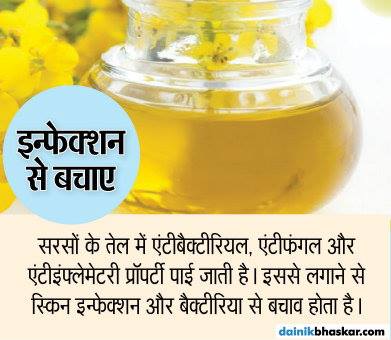 इन्फेक्शन
से बचाए
सरसों के तेल में एंटीबैक्टीरियल, एंटीफंगल और
एंटीइंफ्लेमेटरी प्रॉपर्टी पाई जाती है। इससे लगाने से
स्किन इन्फेक्शन और बैक्टीरिया से बचाव होता है।
dainikbhaskar.com